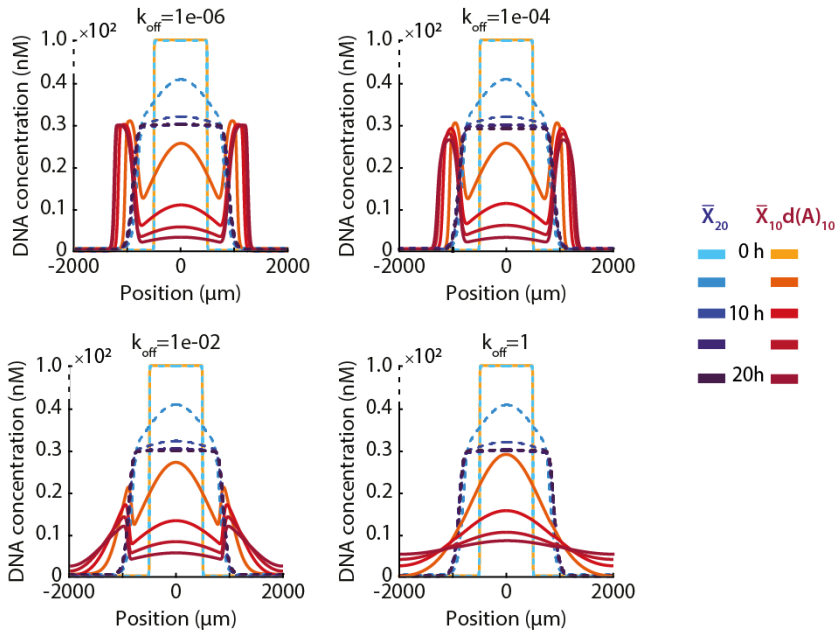 k_off=1e-06
×10²
DNA concentration (nM)
1.0
0.4
0.3
0.2
0.1
0
-2000
0
2000
Position (µm)
k_off=1e-04
×10²
DNA concentration (nM)
1.0
0.4
0.3
0.2
0.1
0
-2000
0
2000
Position (µm)
X̅₂₀ X̅₁₀d(A)₁₀
0 h
10 h
20h
k_off=1e-02
×10²
DNA concentration (nM)
1.0
0.4
0.3
0.2
0.1
0
-2000
0
2000
Position (µm)
k_off=1
×10²
DNA concentration (nM)
1.0
0.4
0.3
0.2
0.1
0
-2000
0
2000
Position (µm)